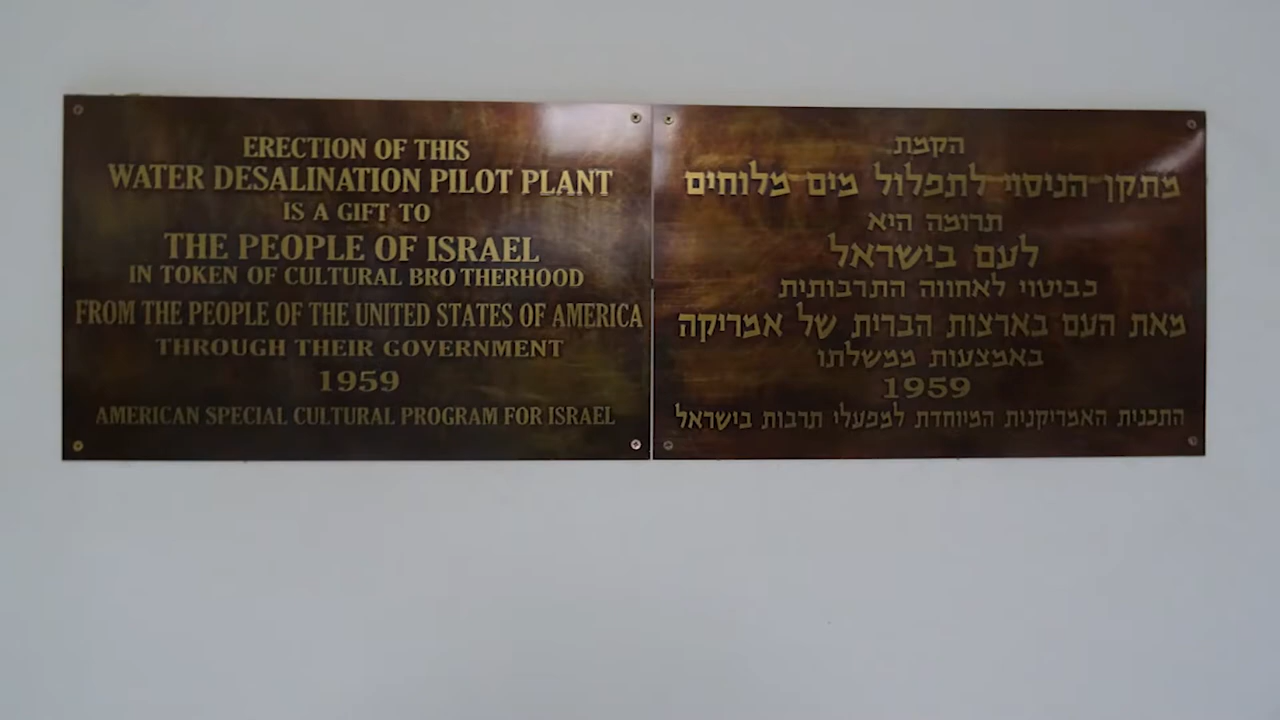 ERECTION OF THIS
WATER DESALINATION PILOT PLANT
IS A GIFT TO
THE PEOPLE OF ISRAEL
IN TOKEN OF CULTURAL BRO THERHOOD
FROM THE PEOPLE OF THE UNITED STATES OF AMERICA
THROUGH THEIR GOVERNMENT
1959
AMERICAN SPECIAL CULTURAL PROGRAM FOR ISRAEL
הקמת
מתקן הניסוי לתפלול מים מלוחים
תרומה היא
לעם בישראל
כביטוי לאחווה התרבותית
מאת העם בארצות הברית של אמריקה
באמצעות ממשלתו
1959
התכנית האמריקנית המיוחדת למפעלי תרבות בישראל